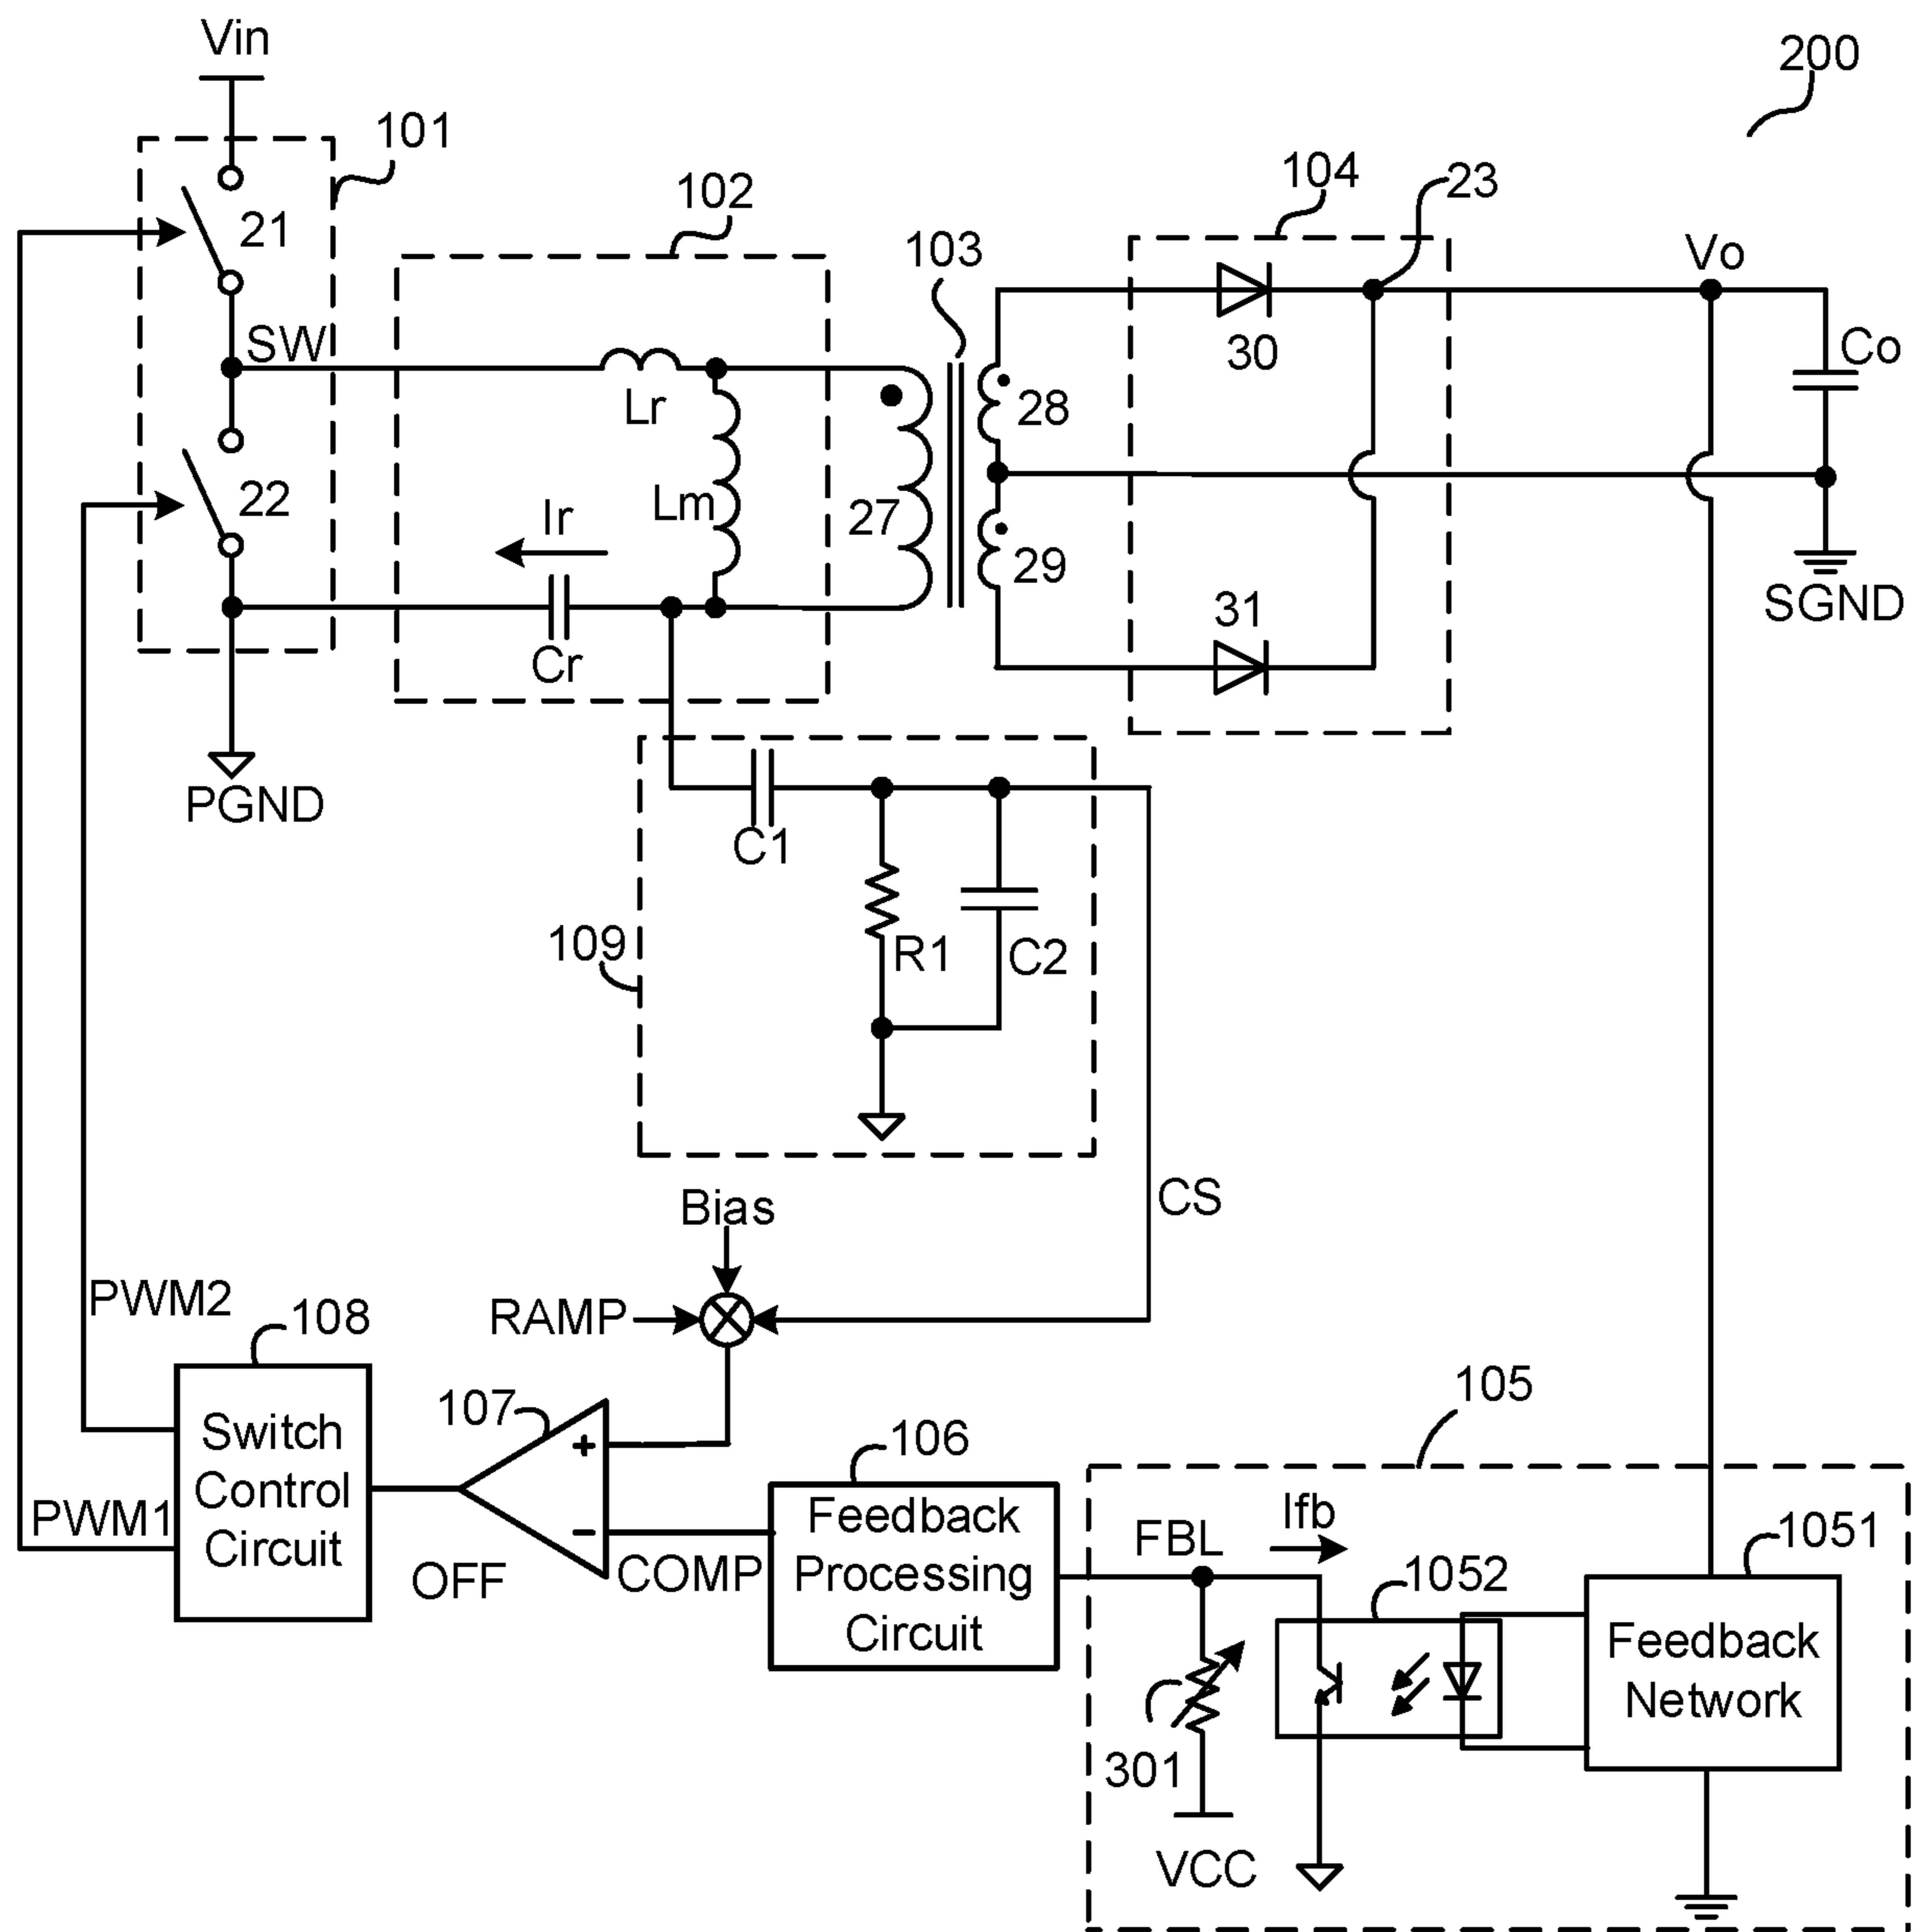 Vin
200
101
102
104
23
21
103
Vo
SW
30
Co
Lr
28
22
Ir
Lm
27
29
SGND
31
Cr
PGND
C1
109
R1
C2
CS
Bias
PWM2
RAMP
108
105
107
106
Switch
Control
Circuit
+
-
Feedback
Processing
Circuit
PWM1
OFF
COMP
FBL
Ifb
1051
1052
Feedback
Network
301
VCC